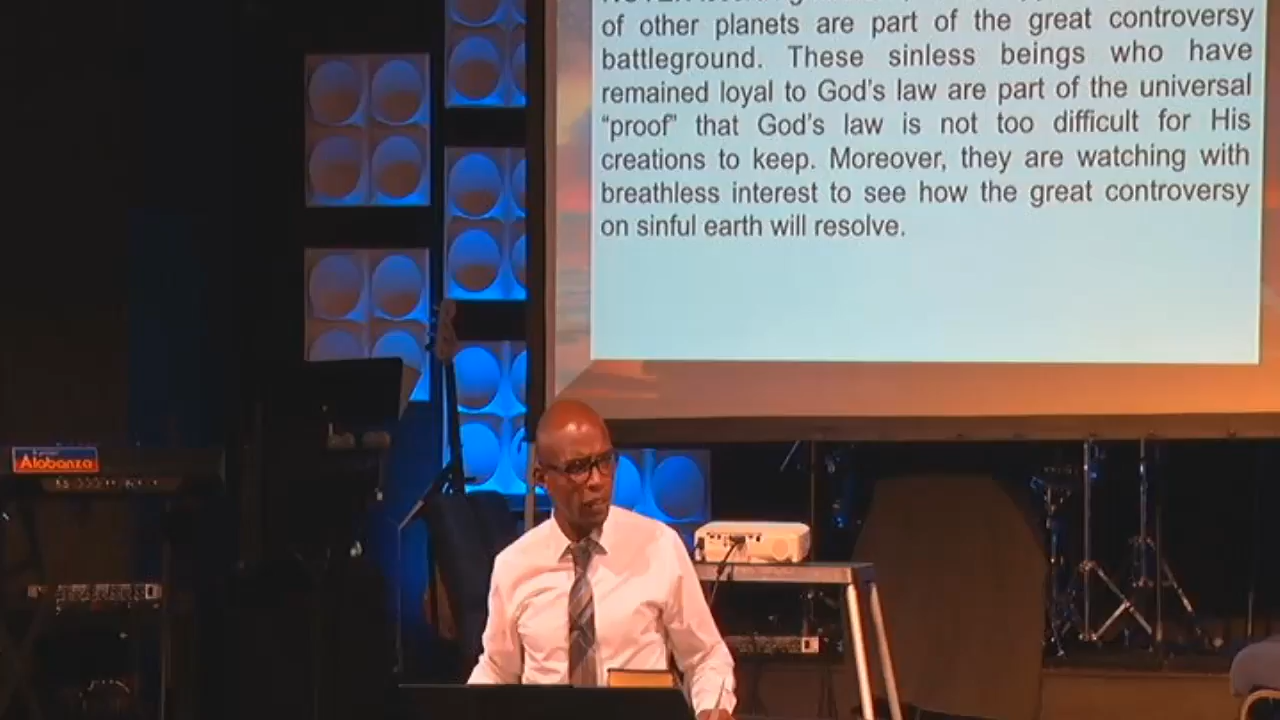 of other planets are part of the great controversy
battleground. These sinless beings who have
remained loyal to God's law are part of the universal
“proof” that God's law is not too difficult for His
creations to keep. Moreover, they are watching with
breathless interest to see how the great controversy
on sinful earth will resolve.
Alabanza